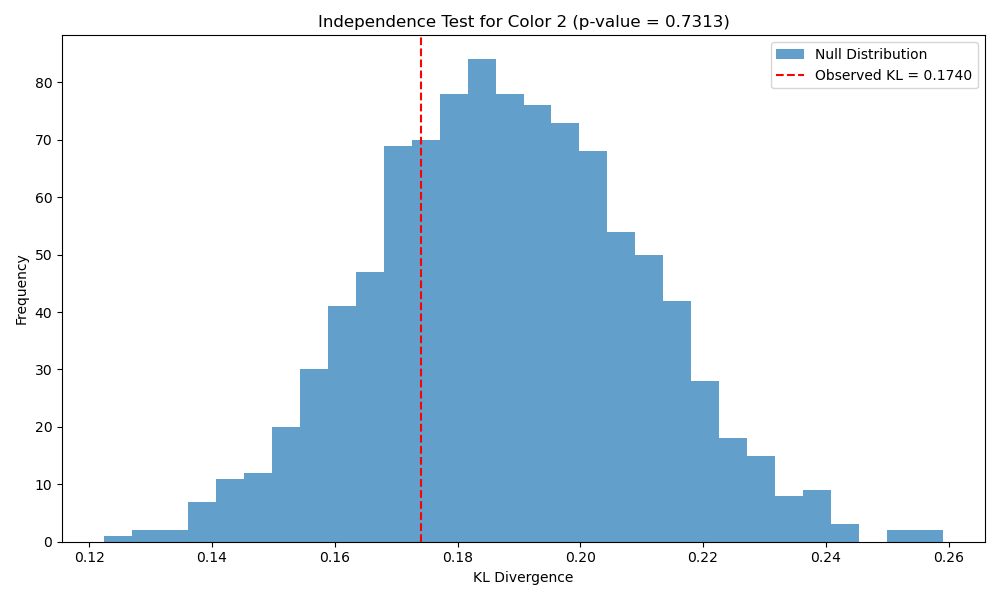 Independence Test for Color 2 (p-value = 0.7313)
Null Distribution
Observed KL = 0.1740
Frequency
80
70
60
50
40
30
20
10
0
0.12 0.14 0.16 0.18 0.20 0.22 0.24 0.26
KL Divergence